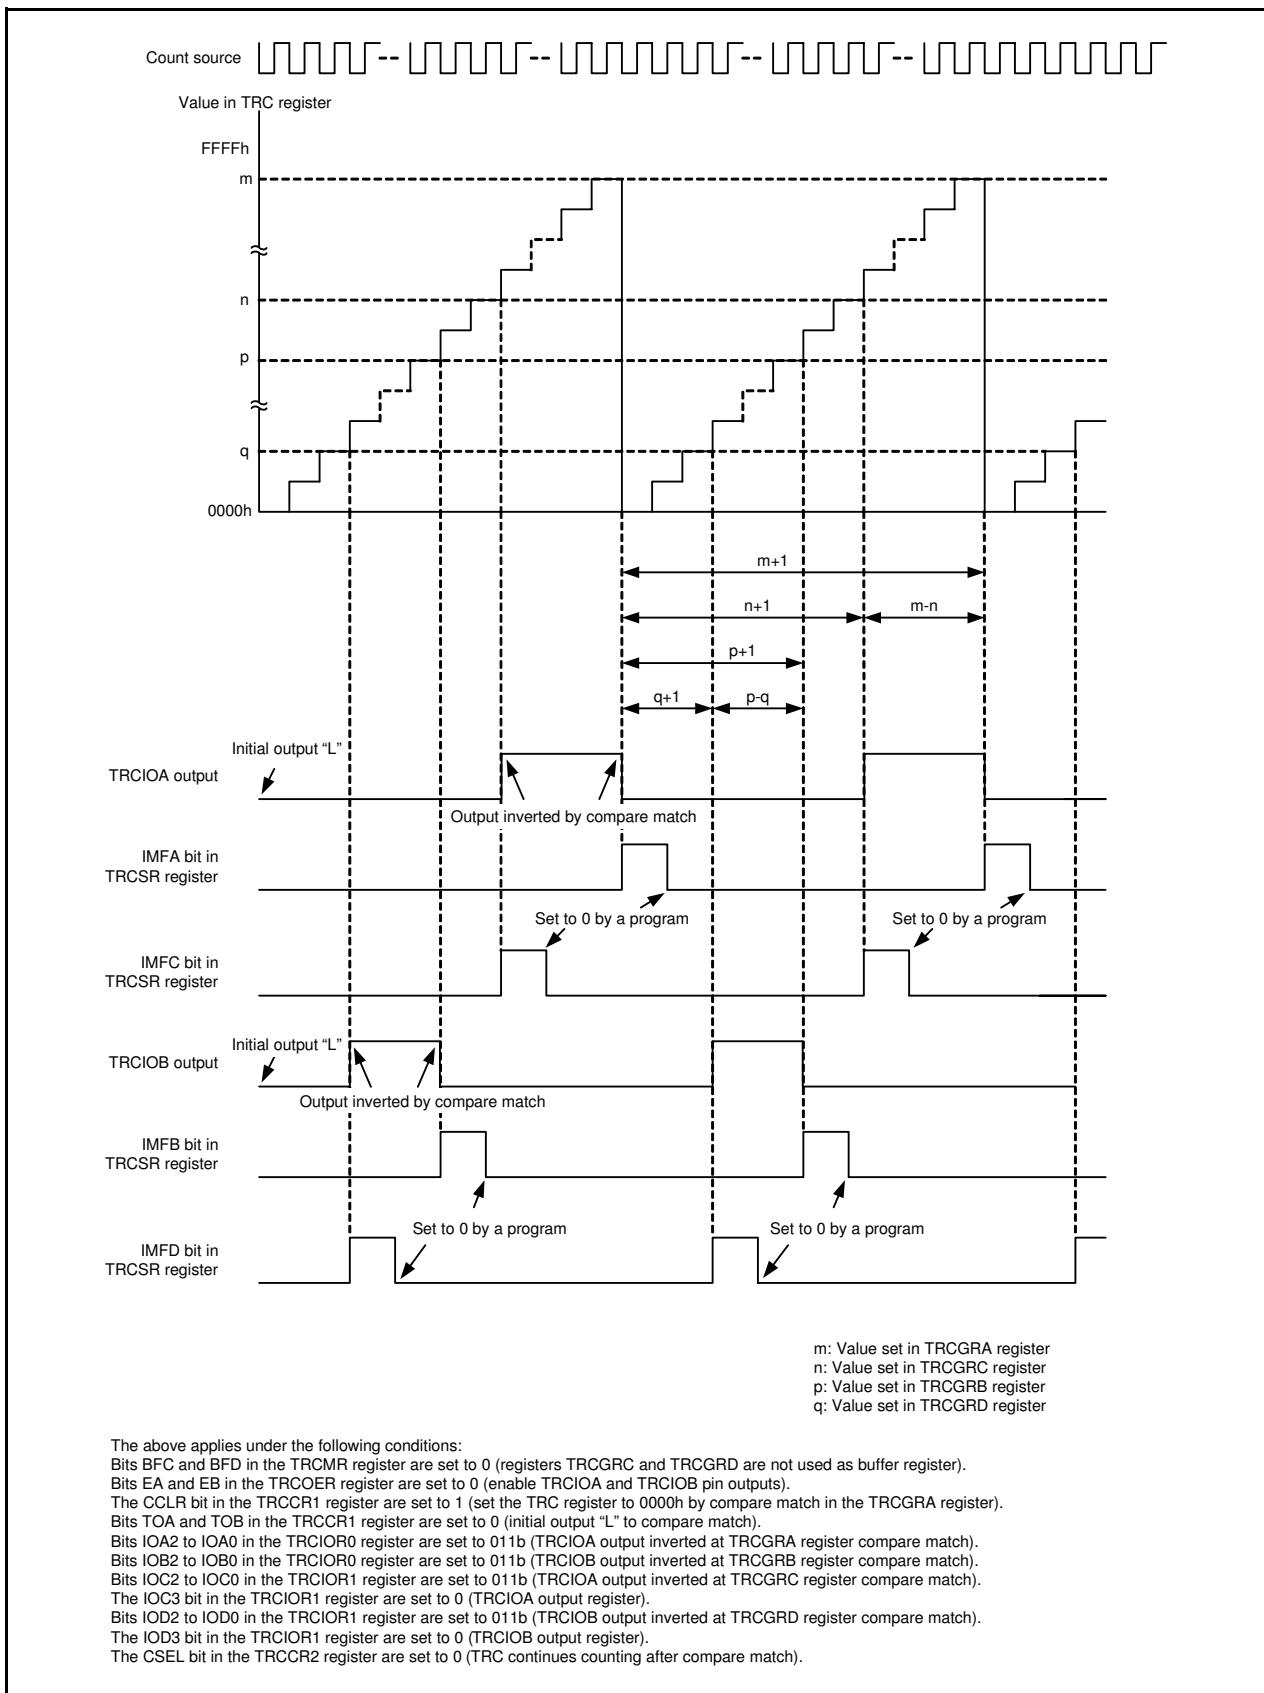 Count source
Value in TRC register
FFFFh
m
n
p
q
0000h
m+1
n+1
m-n
p+1
q+1
p-q
Initial output “L”
TRCIOA output
Output inverted by compare match
IMFA bit in
TRCSR register
Set to 0 by a program
Set to 0 by a program
IMFC bit in
TRCSR register
Initial output “L”
TRCIOB output
Output inverted by compare match
IMFB bit in
TRCSR register
Set to 0 by a program
Set to 0 by a program
IMFD bit in
TRCSR register
m: Value set in TRCGRA register
n: Value set in TRCGRC register
p: Value set in TRCGRB register
q: Value set in TRCGRD register
The above applies under the following conditions:
Bits BFC and BFD in the TRCMR register are set to 0 (registers TRCGRC and TRCGRD are not used as buffer register).
Bits EA and EB in the TRCOER register are set to 0 (enable TRCIOA and TRCIOB pin outputs).
The CCLR bit in the TRCCR1 register are set to 1 (set the TRC register to 0000h by compare match in the TRCGRA register).
Bits TOA and TOB in the TRCCR1 register are set to 0 (initial output “L” to compare match).
Bits IOA2 to IOA0 in the TRCIOR0 register are set to 011b (TRCIOA output inverted at TRCGRA register compare match).
Bits IOB2 to IOB0 in the TRCIOR0 register are set to 011b (TRCIOB output inverted at TRCGRB register compare match).
Bits IOC2 to IOC0 in the TRCIOR1 register are set to 011b (TRCIOA output inverted at TRCGRC register compare match).
The IOC3 bit in the TRCIOR1 register are set to 0 (TRCIOA output register).
Bits IOD2 to IOD0 in the TRCIOR1 register are set to 011b (TRCIOB output inverted at TRCGRD register compare match).
The IOD3 bit in the TRCIOR1 register are set to 0 (TRCIOB output register).
The CSEL bit in the TRCCR2 register are set to 0 (TRC continues counting after compare match).